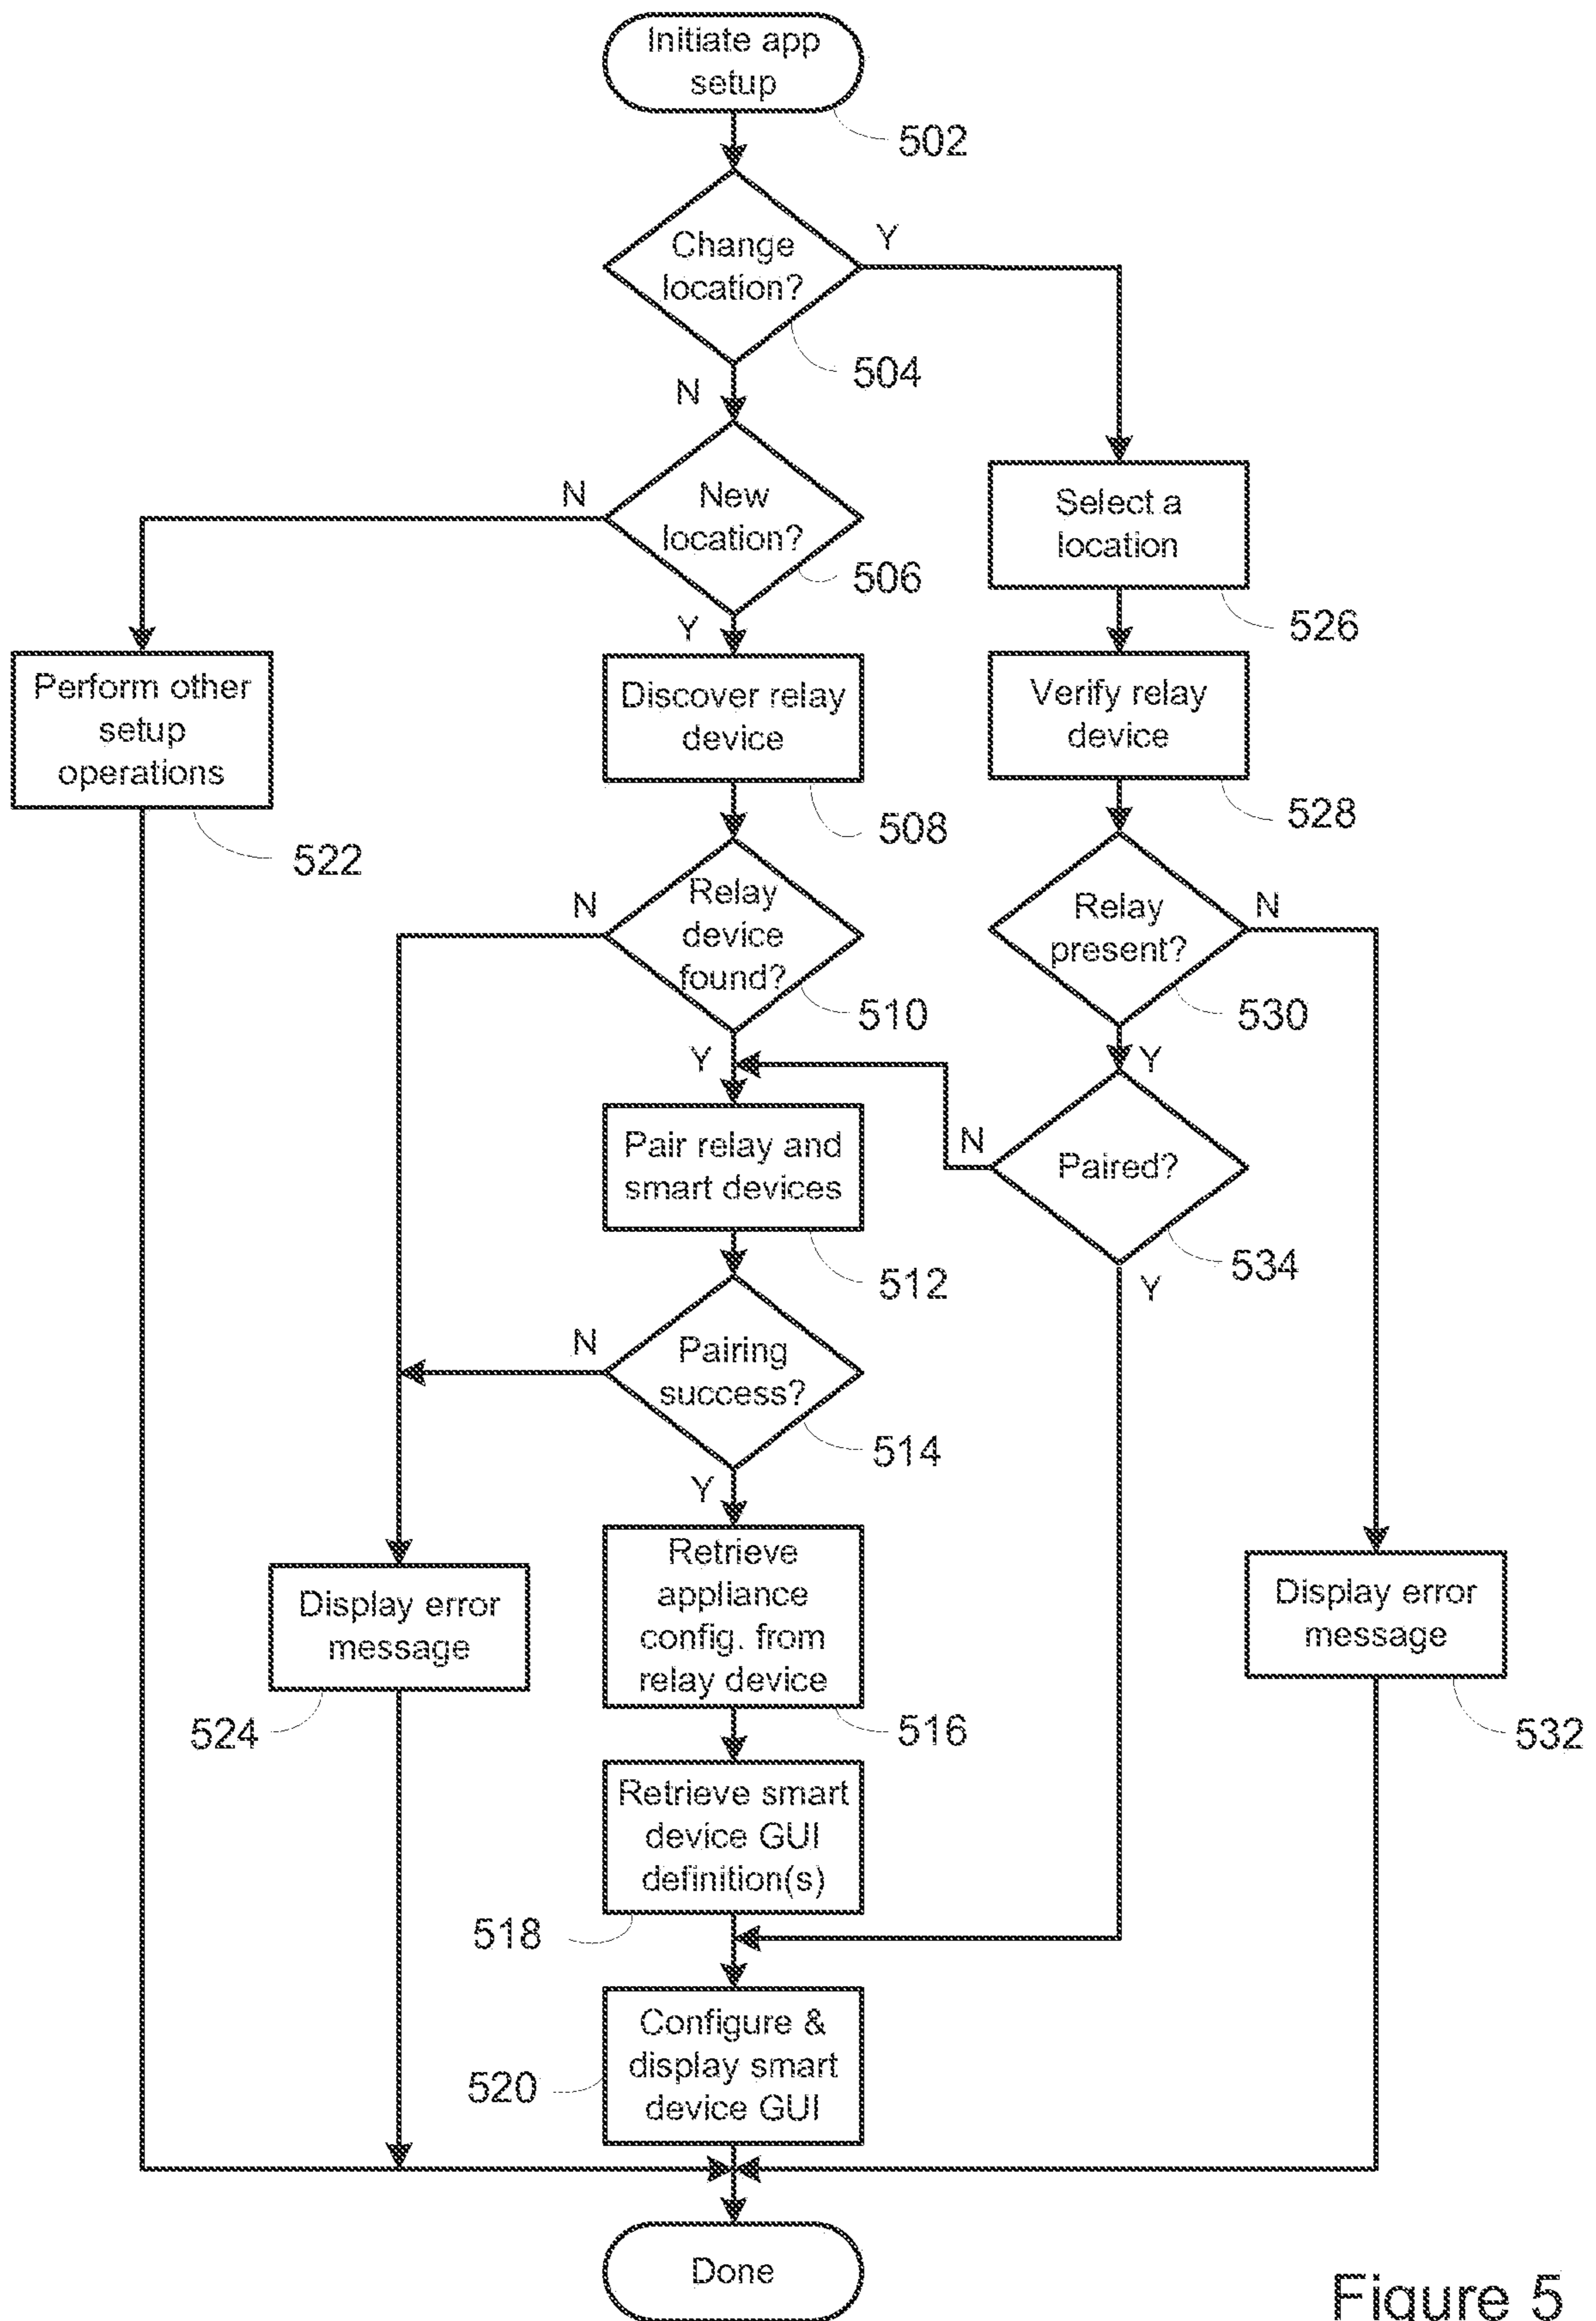 Initiate app
setup
502
Change
location?
Y
504
N
New
location?
N
506
Y
Select a
location
526
Perform other
setup
operations
522
Discover relay
device
508
Verify relay
device
528
Relay
device
found?
N
510
Y
Relay
present?
N
530
Y
Pair relay and
smart devices
512
Paired?
N
534
Y
Pairing
success?
N
514
Y
Display error
message
524
Retrieve
appliance
config. from
relay device
516
Display error
message
532
Retrieve smart
device GUI
definition(s)
518
Configure &
display smart
device GUI
520
Done
Figure 5